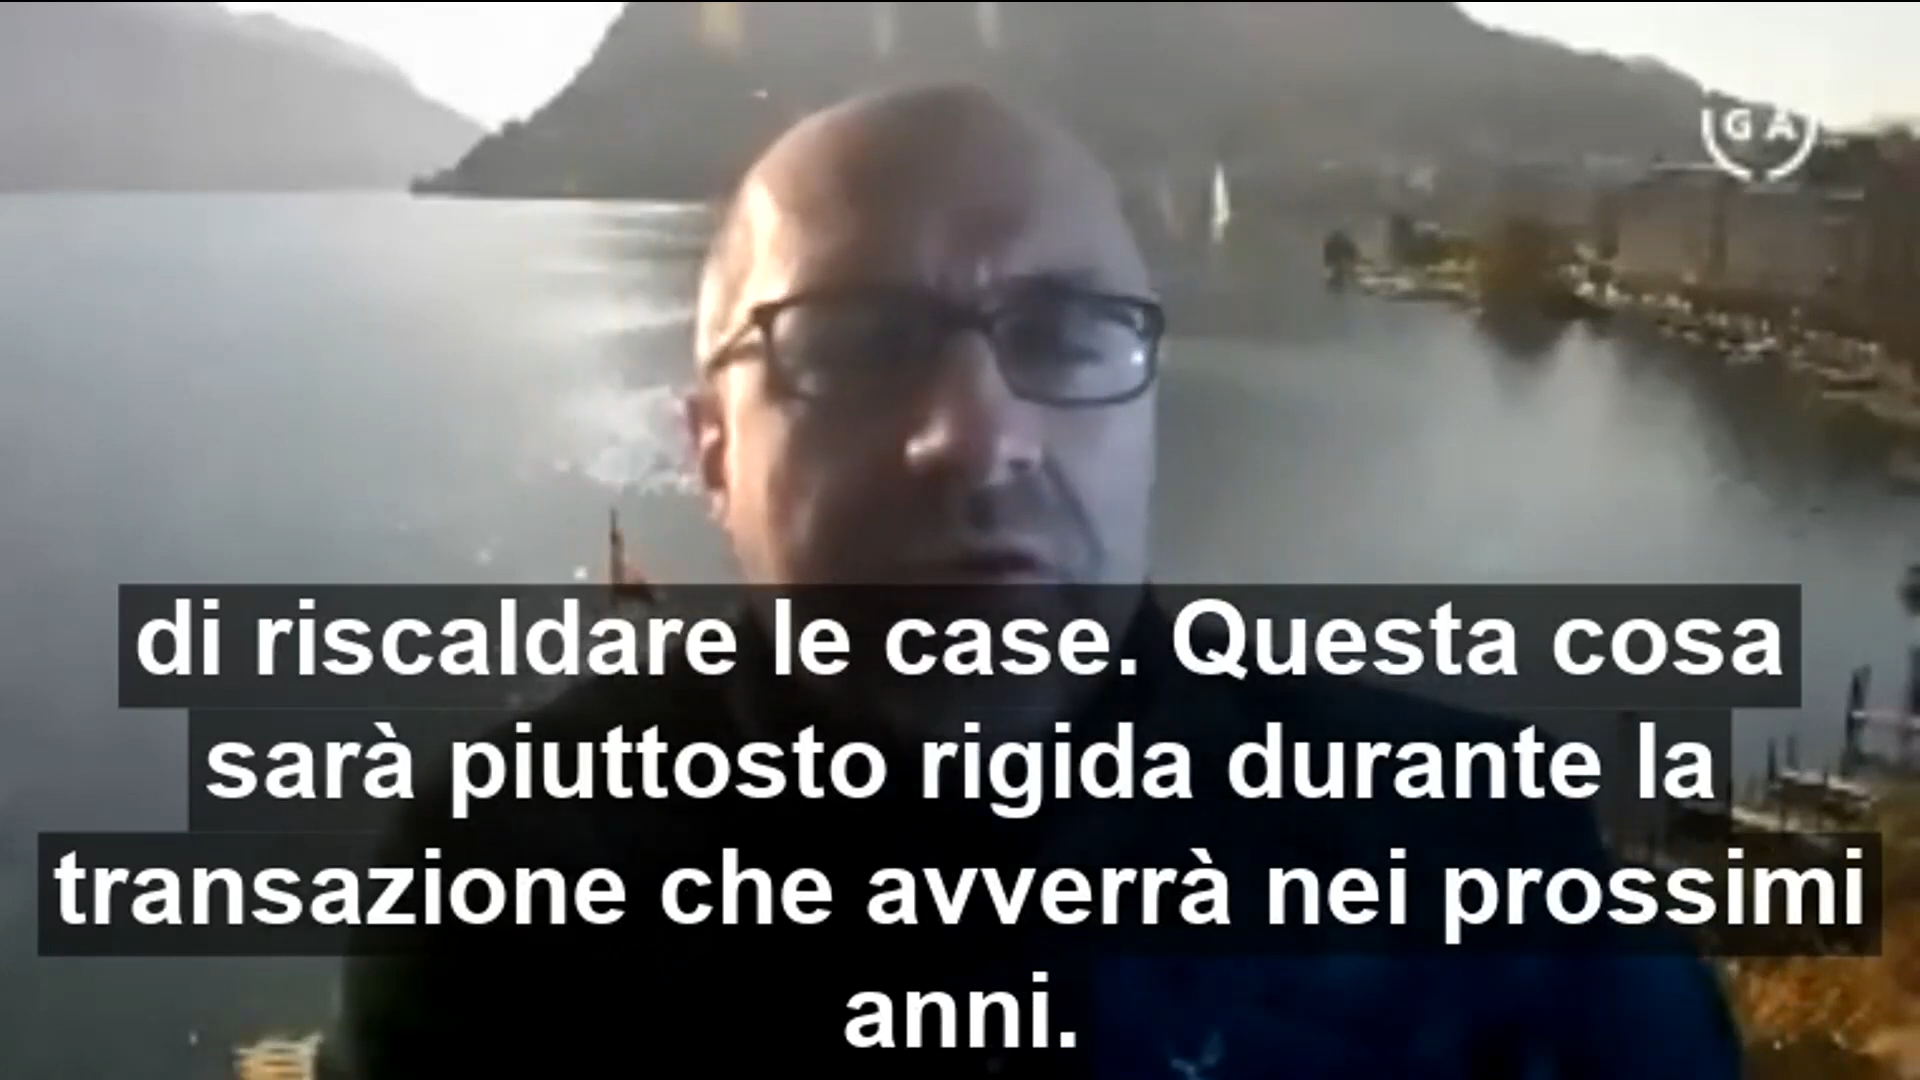 G A
di riscaldare le case. Questa cosa
sarà piuttosto rigida durante la
transazione che avverrà nei prossimi
anni.